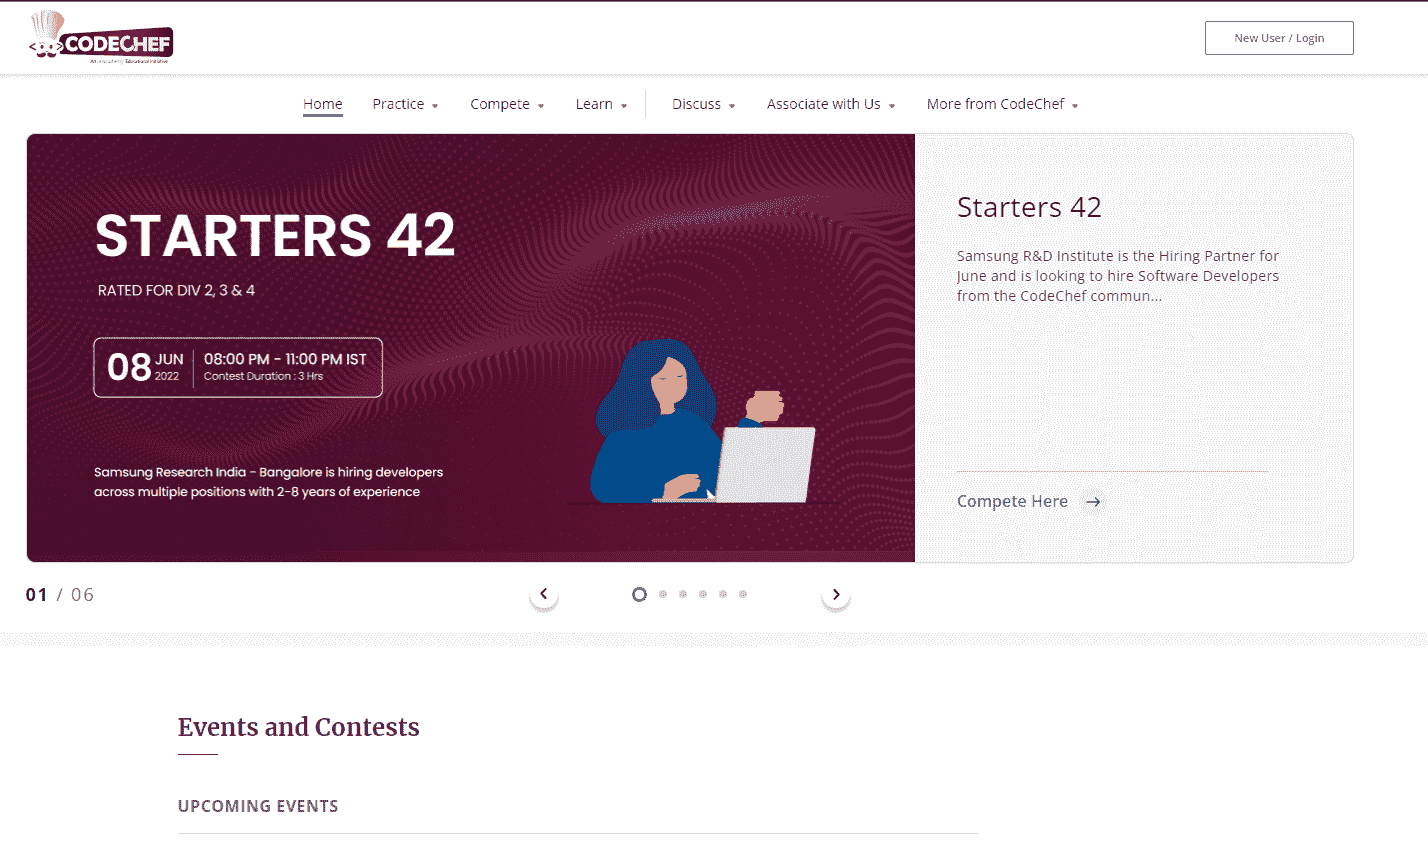 CODECHEF
An unacademy Educational Initiative
New User / Login
Home
Practice
Compete
Learn
Discuss
Associate with Us
More from CodeChef
STARTERS 42
RATED FOR DIV 2, 3 & 4
08 JUN 2022
08:00 PM - 11:00 PM IST
Contest Duration : 3 Hrs
Samsung Research India - Bangalore is hiring developers
across multiple positions with 2-8 years of experience
Starters 42
Samsung R&D Institute is the Hiring Partner for
June and is looking to hire Software Developers
from the CodeChef commun...
Compete Here
01 / 06
Events and Contests
UPCOMING EVENTS